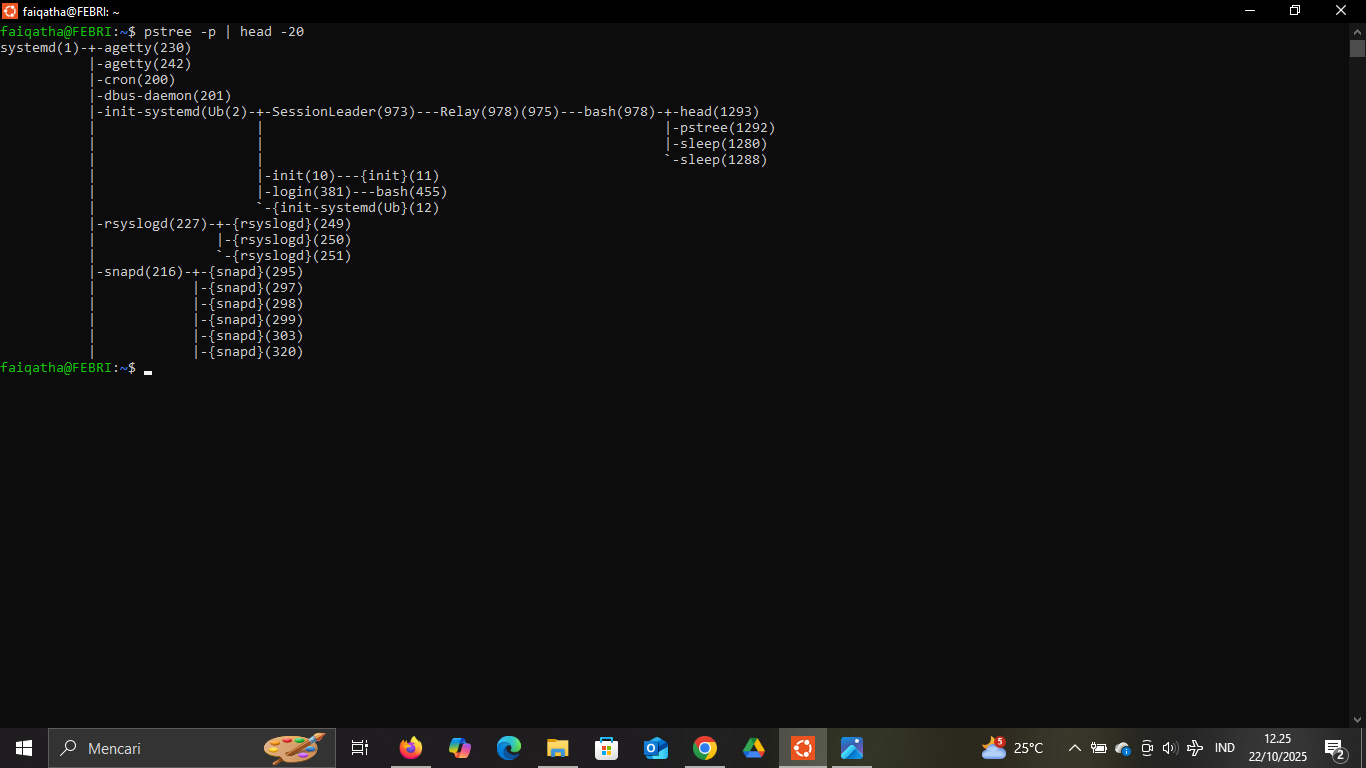 faiqatha@FEBRI: ~
faiqatha@FEBRI:~$ pstree -p | head -20
systemd(1)-+-agetty(230)
           |-agetty(242)
           |-cron(200)
           |-dbus-daemon(201)
           |-init-systemd(Ub(2)-+-SessionLeader(973)---Relay(978)(975)---bash(978)-+-head(1293)
           |                    |                                                  |-pstree(1292)
           |                    |                                                  |-sleep(1280)
           |                    |                                                  `-sleep(1288)
           |                    |-init(10)---{init}(11)
           |                    |-login(381)---bash(455)
           |                    `-{init-systemd(Ub}(12)
           |-rsyslogd(227)-+-{rsyslogd}(249)
           |               |-{rsyslogd}(250)
           |               `-{rsyslogd}(251)
           |-snapd(216)-+-{snapd}(295)
           |            |-{snapd}(297)
           |            |-{snapd}(298)
           |            |-{snapd}(299)
           |            |-{snapd}(303)
           |            |-{snapd}(320)
faiqatha@FEBRI:~$
Mencari
5
25°C
IND
12.25
22/10/2025
2